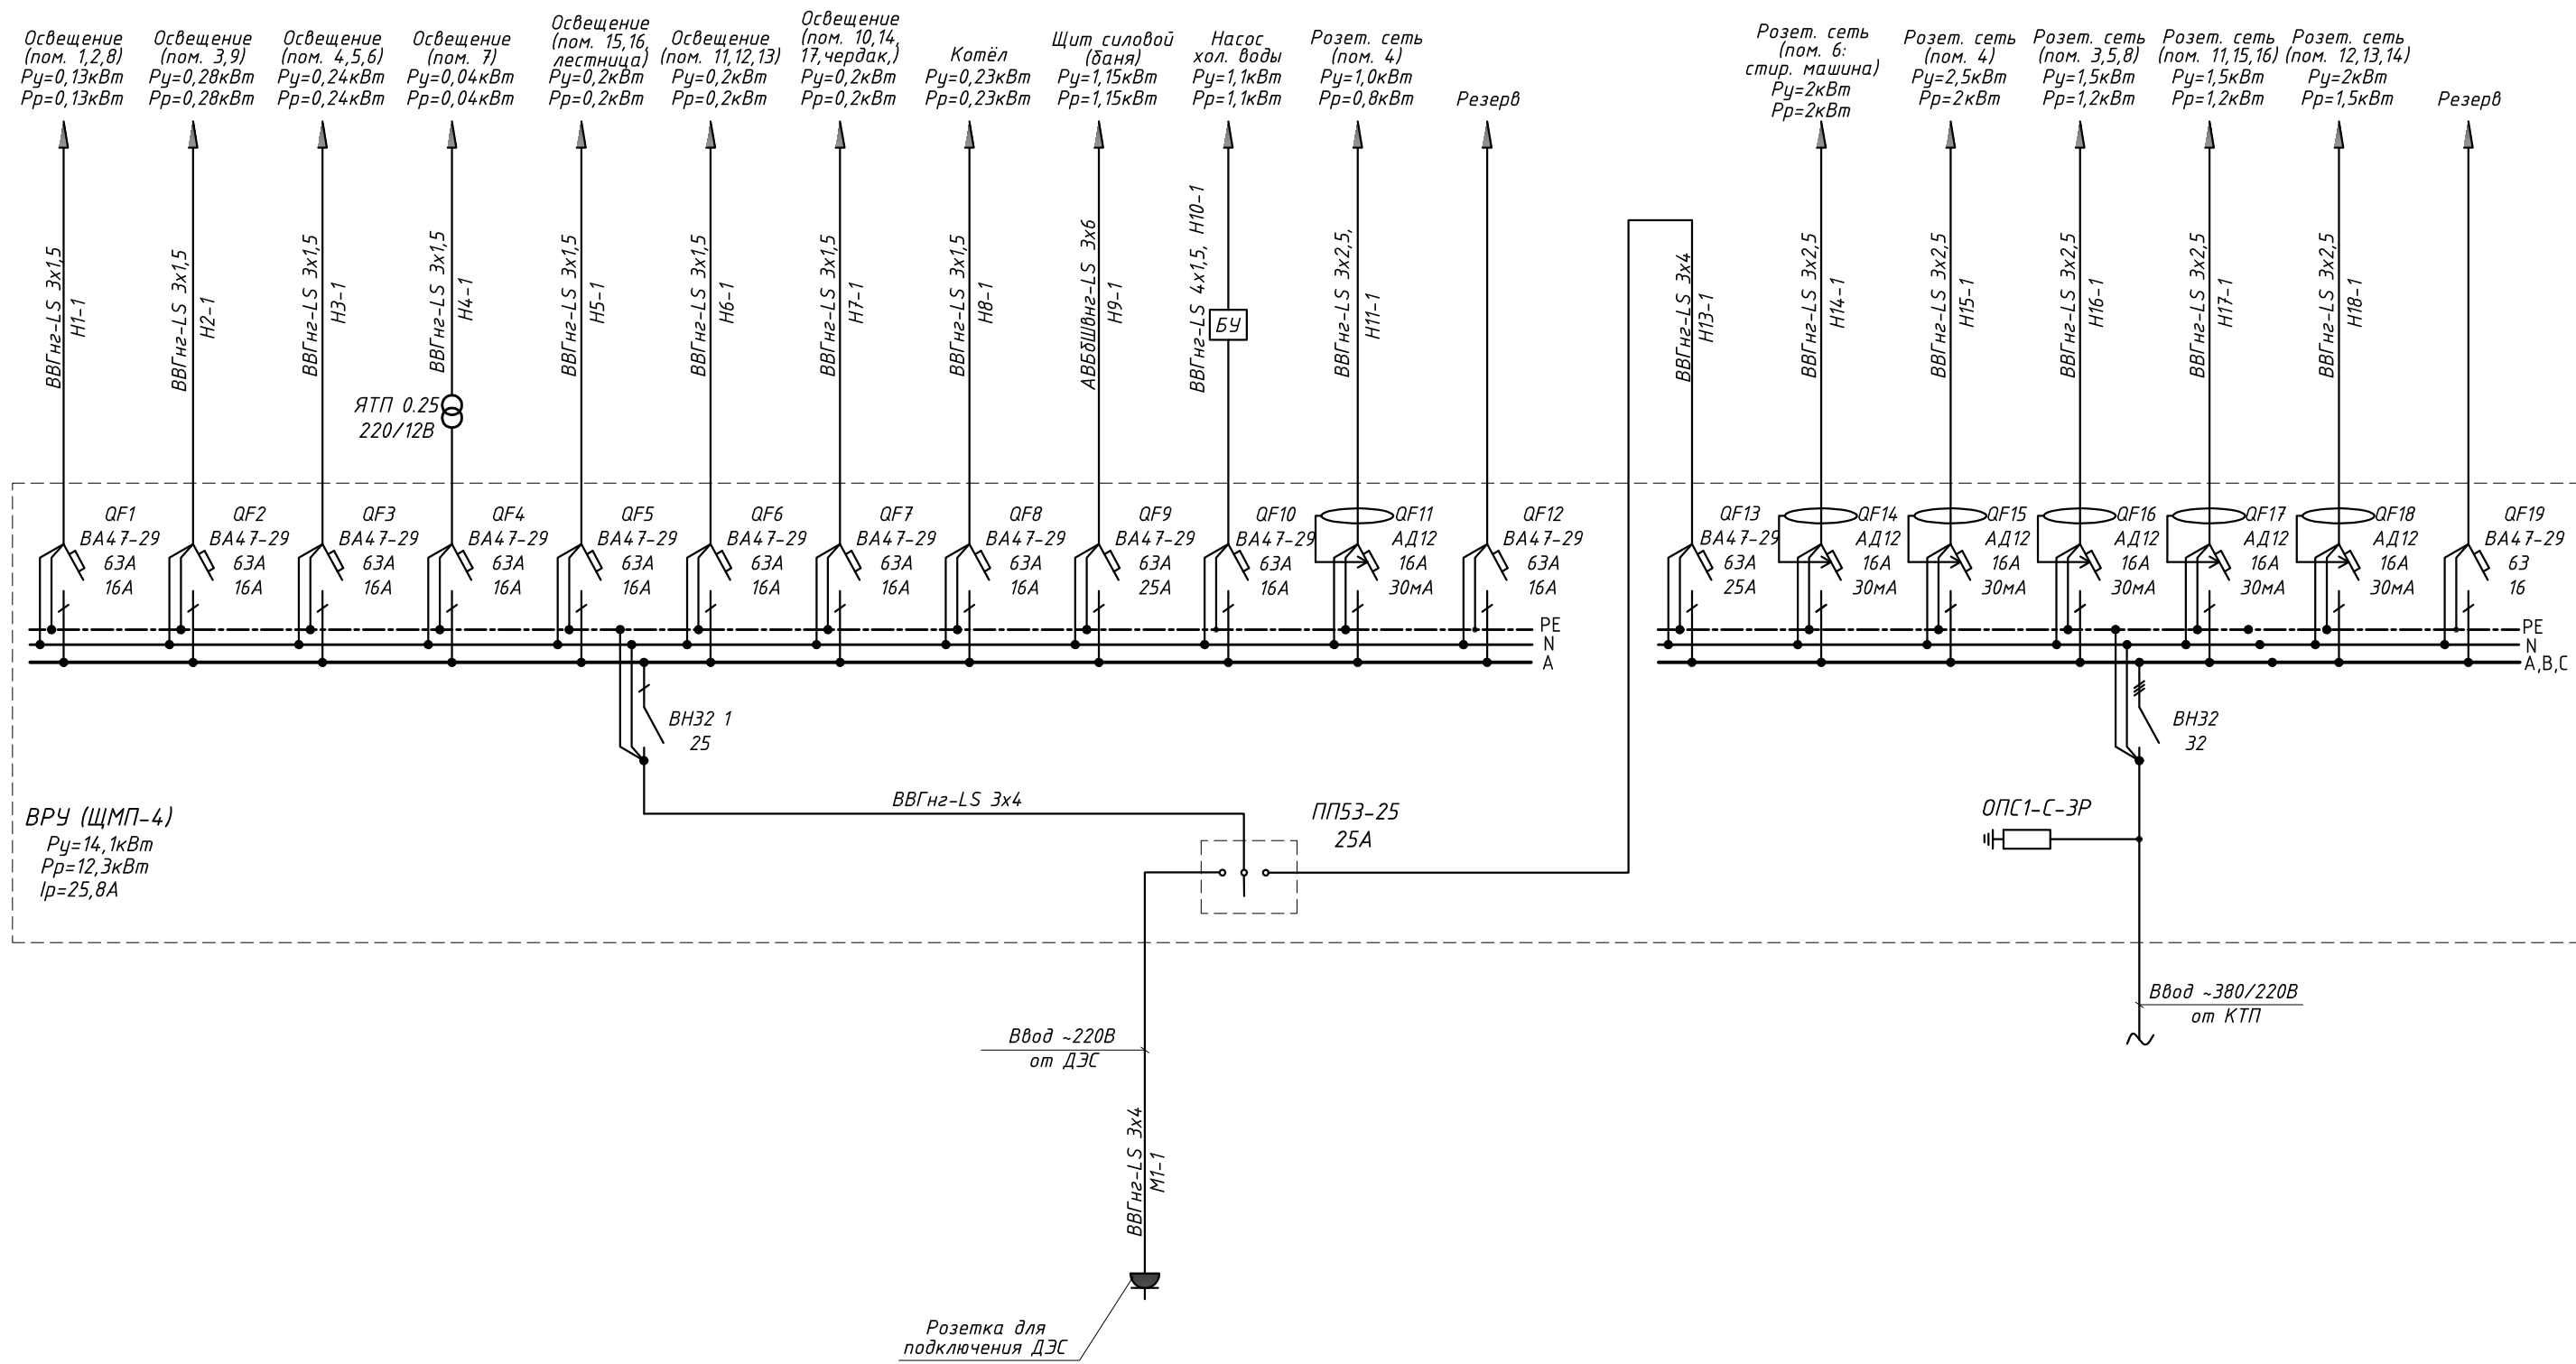 Освещение
(пом. 1,2,8)
Ру=0,13кВт
Рр=0,13кВт
Освещение
(пом. 3,9)
Ру=0,28кВт
Рр=0,28кВт
Освещение
(пом. 4,5,6)
Ру=0,24кВт
Рр=0,24кВт
Освещение
(пом. 7)
Ру=0,04кВт
Рр=0,04кВт
Освещение
(пом. 15,16,
лестница)
Ру=0,2кВт
Рр=0,2кВт
Освещение
(пом. 11,12,13)
Ру=0,2кВт
Рр=0,2кВт
Освещение
(пом. 10,14,
17,чердак,)
Ру=0,2кВт
Рр=0,2кВт
Котёл
Ру=0,23кВт
Рр=0,23кВт
Щит силовой
(баня)
Ру=1,15кВт
Рр=1,15кВт
Насос
хол. воды
Ру=1,1кВт
Рр=1,1кВт
Розет. сеть
(пом. 4)
Ру=1,0кВт
Рр=0,8кВт
Резерв
Розет. сеть
(пом. 6:
стир. машина)
Ру=2кВт
Рр=2кВт
Розет. сеть
(пом. 4)
Ру=2,5кВт
Рр=2кВт
Розет. сеть
(пом. 3,5,8)
Ру=1,5кВт
Рр=1,2кВт
Розет. сеть
(пом. 11,15,16)
Ру=1,5кВт
Рр=1,2кВт
Розет. сеть
(пом. 12,13,14)
Ру=2кВт
Рр=1,5кВт
Резерв
ВВГнг-LS 3х1,5
Н1-1
ВВГнг-LS 3х1,5
Н2-1
ВВГнг-LS 3х1,5
Н3-1
ВВГнг-LS 3х1,5
Н4-1
ВВГнг-LS 3х1,5
Н5-1
ВВГнг-LS 3х1,5
Н6-1
ВВГнг-LS 3х1,5
Н7-1
ВВГнг-LS 3х1,5
Н8-1
АВБбШвнг-LS 3х6
Н9-1
ВВГнг-LS 4х1,5, Н10-1
БУ
ВВГнг-LS 3х2,5,
Н11-1
ВВГнг-LS 3х4
Н13-1
ВВГнг-LS 3х2,5
Н14-1
ВВГнг-LS 3х2,5
Н15-1
ВВГнг-LS 3х2,5
Н16-1
ВВГнг-LS 3х2,5
Н17-1
ВВГнг-LS 3х2,5
Н18-1
ЯТП 0.25
220/12В
QF1
ВА47-29
63А
16А
QF2
ВА47-29
63А
16А
QF3
ВА47-29
63А
16А
QF4
ВА47-29
63А
16А
QF5
ВА47-29
63А
16А
QF6
ВА47-29
63А
16А
QF7
ВА47-29
63А
16А
QF8
ВА47-29
63А
16А
QF9
ВА47-29
63А
25А
QF10
ВА47-29
63А
16А
QF11
АД12
16А
30мА
QF12
ВА47-29
63А
16А
QF13
ВА47-29
63А
25А
QF14
АД12
16А
30мА
QF15
АД12
16А
30мА
QF16
АД12
16А
30мА
QF17
АД12
16А
30мА
QF18
АД12
16А
30мА
QF19
ВА47-29
63
16
PE
N
A
PE
N
A,B,C
ВН32 1
25
ВН32
32
ВВГнг-LS 3х4
ПП53-25
25А
ОПС1-С-3Р
ВРУ (ЩМП-4)
Ру=14,1кВт
Рр=12,3кВт
Iр=25,8А
Ввод ~380/220В
от КТП
Ввод ~220В
от ДЭС
ВВГнг-LS 3х4
М1-1
Розетка для
подключения ДЭС